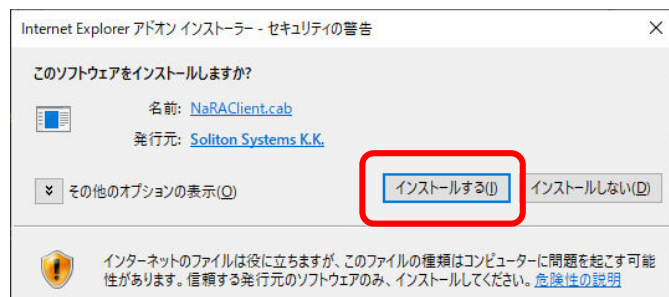 Internet Explorer アドオン インストーラー - セキュリティの警告
このソフトウェアをインストールしますか?
名前: NaRAClient.cab
発行元: Soliton Systems K.K.
その他のオプションの表示(O)
インストールする(I)
インストールしない(D)
インターネットのファイルは役に立ちますが、このファイルの種類はコンピューターに問題を起こす可能
性があります。信頼する発行元のソフトウェアのみ、インストールしてください。危険性の説明